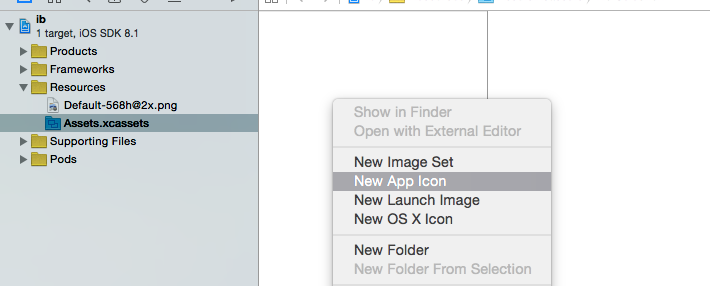 ib
1 target, iOS SDK 8.1
Products
Frameworks
Resources
Default-568h@2x.png
Assets.xcassets
Supporting Files
Pods
Show in Finder
Open with External Editor
New Image Set
New App Icon
New Launch Image
New OS X Icon
New Folder
New Folder From Selection